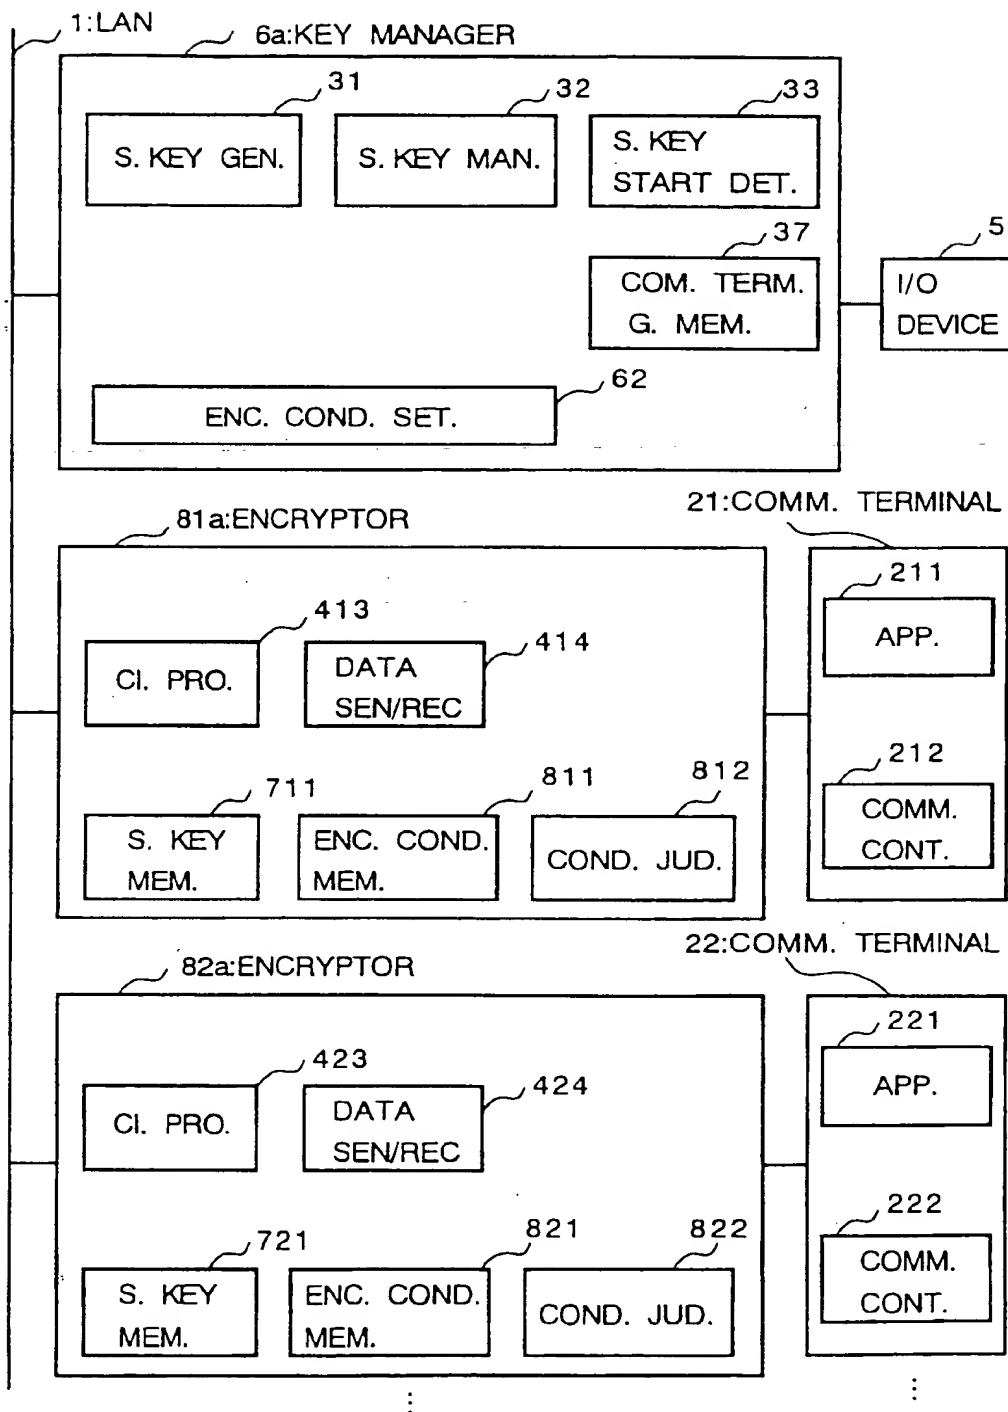 1:LAN
6a:KEY MANAGER
31
32
33
S. KEY GEN.
S. KEY MAN.
S. KEY
START DET.
37
5
COM. TERM.
G. MEM.
I/O
DEVICE
62
ENC. COND. SET.
21:COMM. TERMINAL
81a:ENCRYPTOR
211
413
414
APP.
CI. PRO.
DATA
SEN/REC
212
711
811
812
COMM.
CONT.
S. KEY
MEM.
ENC. COND.
MEM.
COND. JUD.
22:COMM. TERMINAL
82a:ENCRYPTOR
221
423
424
APP.
CI. PRO.
DATA
SEN/REC
222
721
821
822
COMM.
CONT.
S. KEY
MEM.
ENC. COND.
MEM.
COND. JUD.